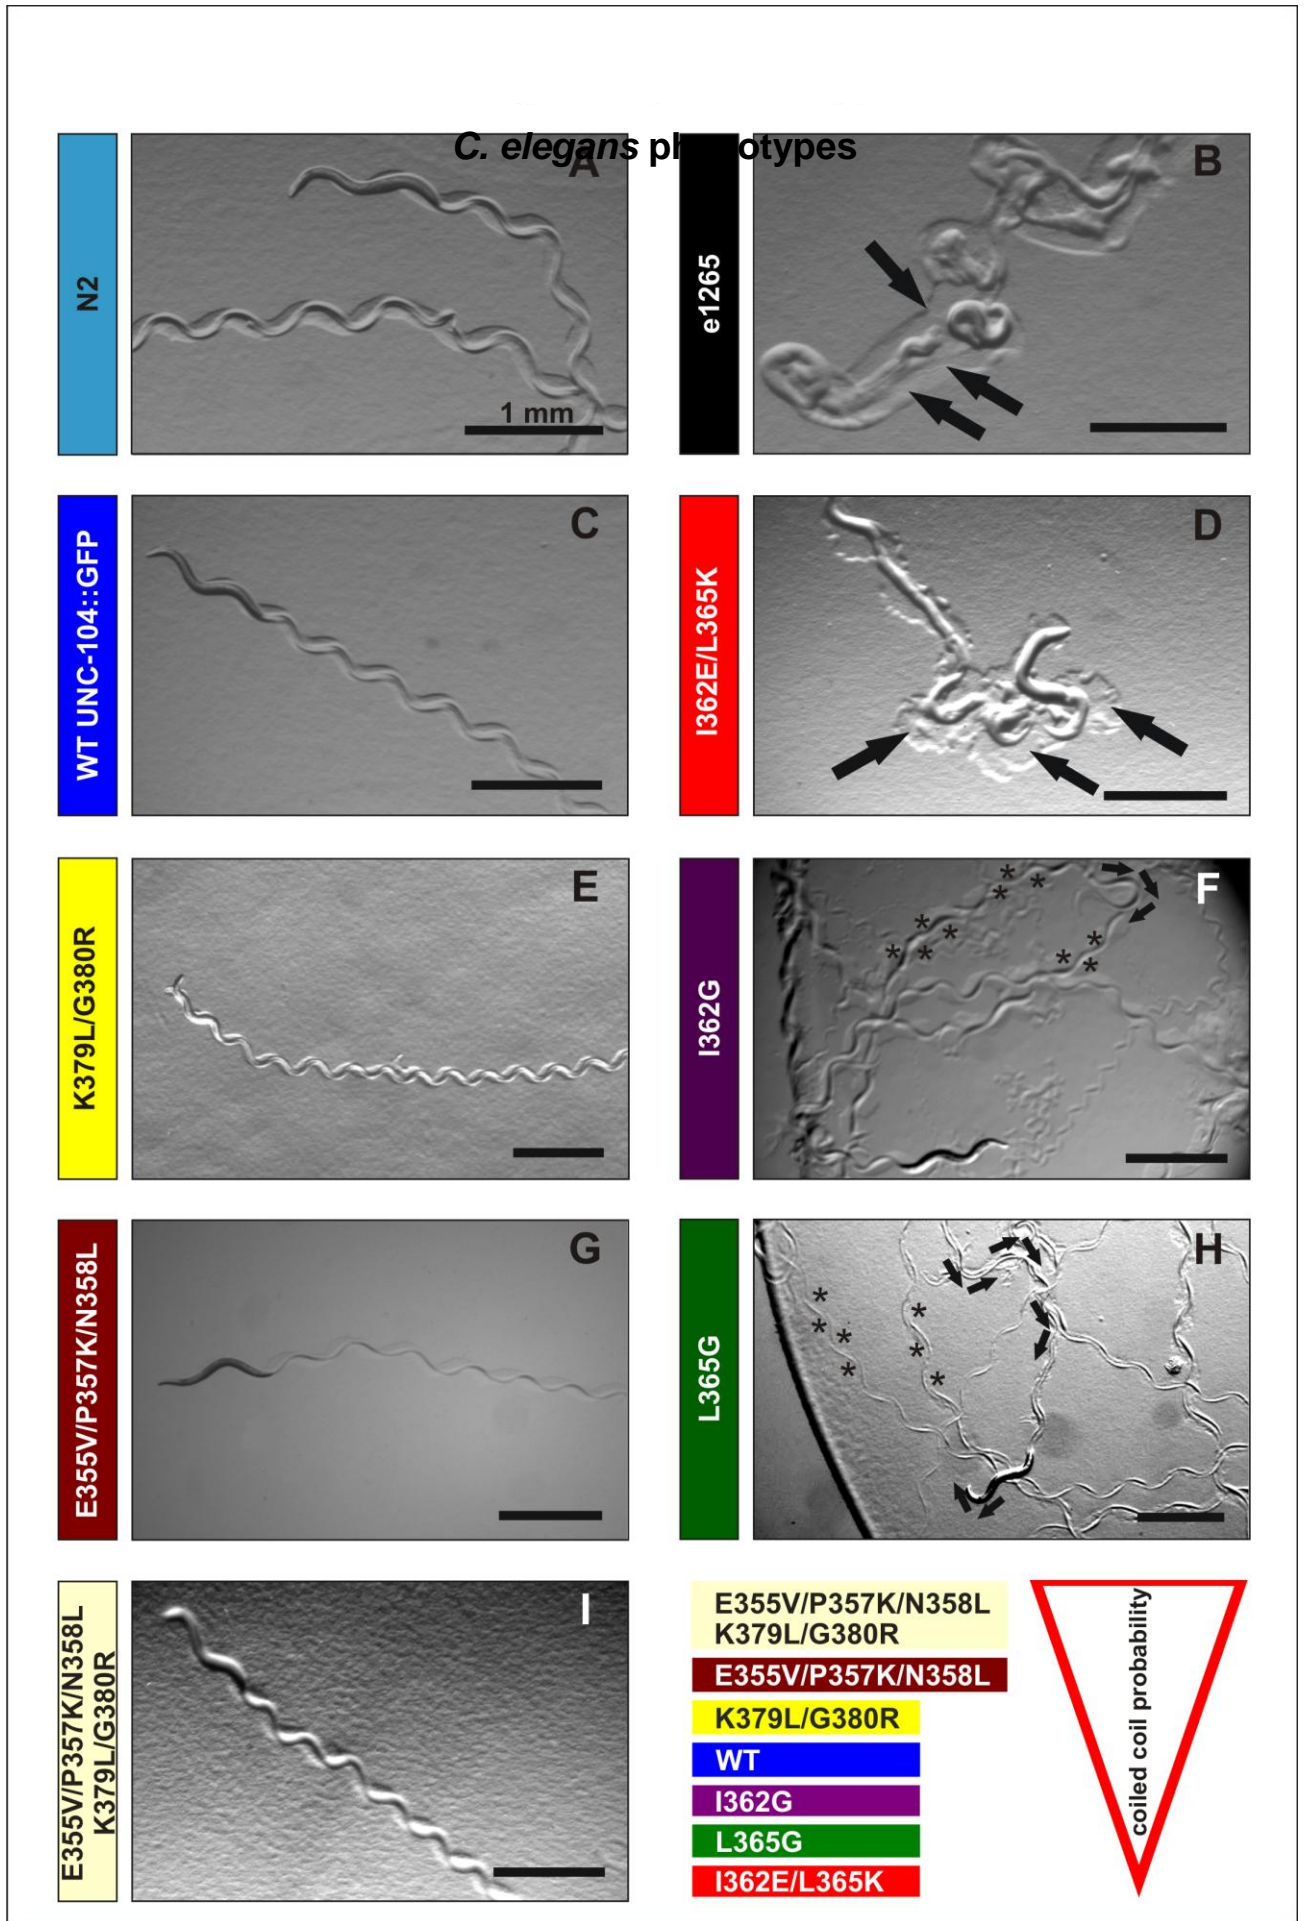 C. elegans phenotypes
N2
A
1 mm
e1265
B
WT UNC-104::GFP
C
I362E/L365K
D
K379L/G380R
E
I362G
F
* * * * * * * * * *
E355V/P357K/N358L
G
L365G
H
* * * * * * *
E355V/P357K/N358L
K379L/G380R
I
E355V/P357K/N358L
K379L/G380R
E355V/P357K/N358L
K379L/G380R
WT
I362G
L365G
I362E/L365K
coiled coil probability